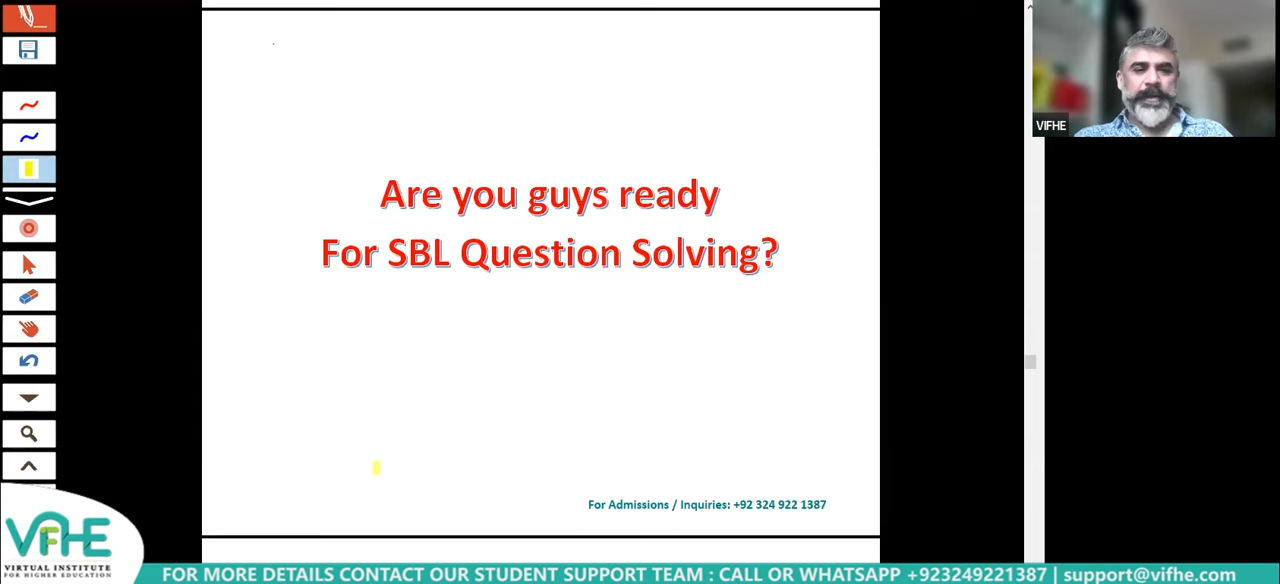 VIFHE
Are you guys ready
For SBL Question Solving?
For Admissions / Inquiries: +92 324 922 1387
VIFHE
VIRTUAL INSTITUTE
FOR HIGHER EDUCATION
FOR MORE DETAILS CONTACT OUR STUDENT SUPPORT TEAM : CALL OR WHATSAPP +923249221387 | support@vifhe.com